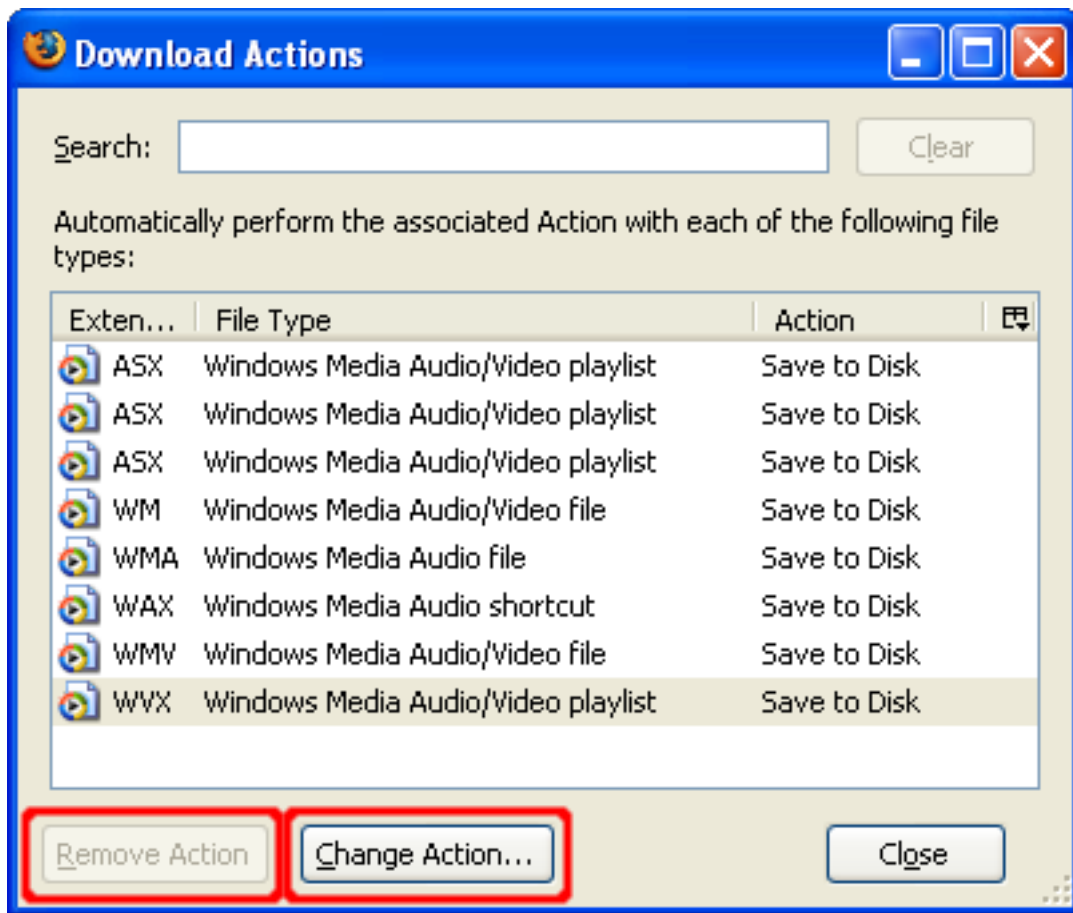 Download Actions
Search:
Clear
Automatically perform the associated Action with each of the following file
types:
Exten... File Type Action
ASX Windows Media Audio/Video playlist Save to Disk
ASX Windows Media Audio/Video playlist Save to Disk
ASX Windows Media Audio/Video playlist Save to Disk
WM Windows Media Audio/Video file Save to Disk
WMA Windows Media Audio file Save to Disk
WAX Windows Media Audio shortcut Save to Disk
WMV Windows Media Audio/Video file Save to Disk
WVX Windows Media Audio/Video playlist Save to Disk
Remove Action Change Action... Close